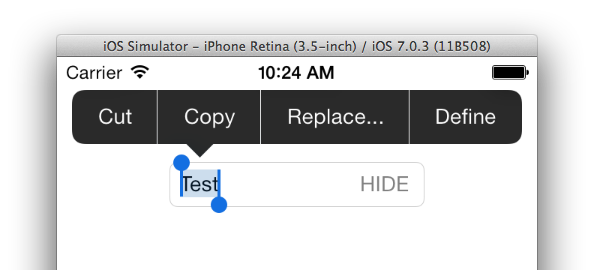 iOS Simulator – iPhone Retina (3.5-inch) / iOS 7.0.3 (11B508)
Carrier 10:24 AM
Cut Copy Replace... Define
Test HIDE